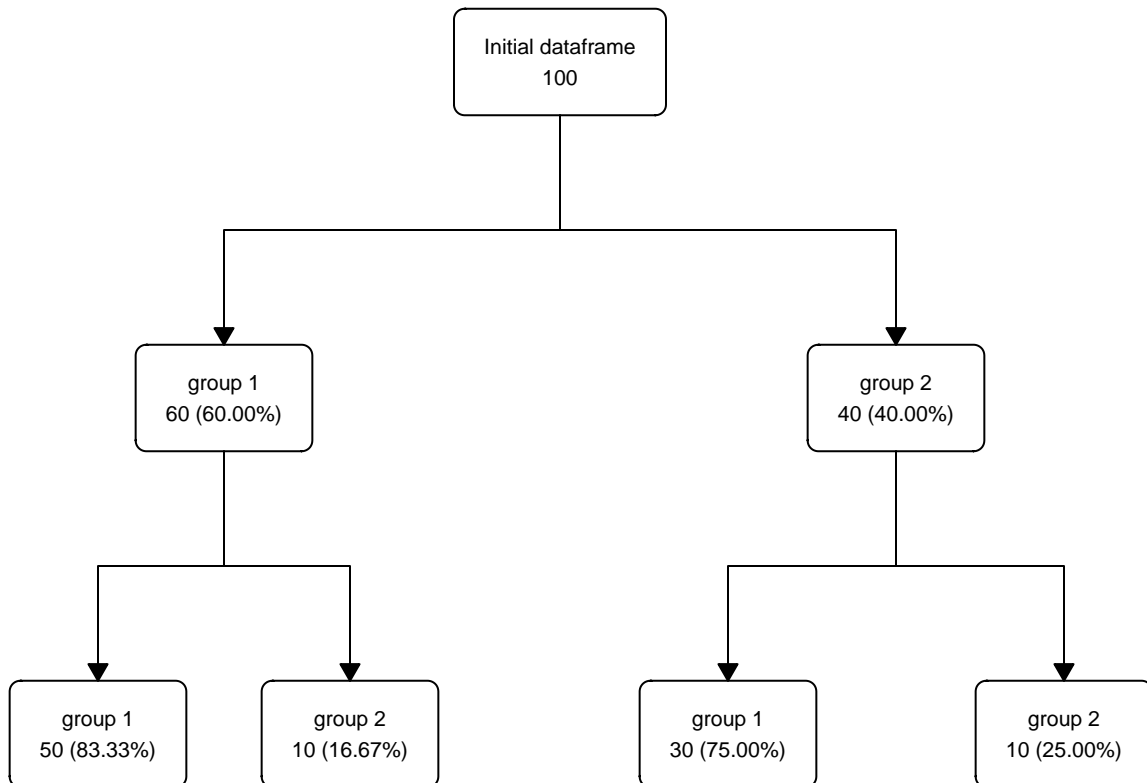 Initial dataframe
100
group 1
60 (60.00%)
group 2
40 (40.00%)
group 1
50 (83.33%)
group 2
10 (16.67%)
group 1
30 (75.00%)
group 2
10 (25.00%)